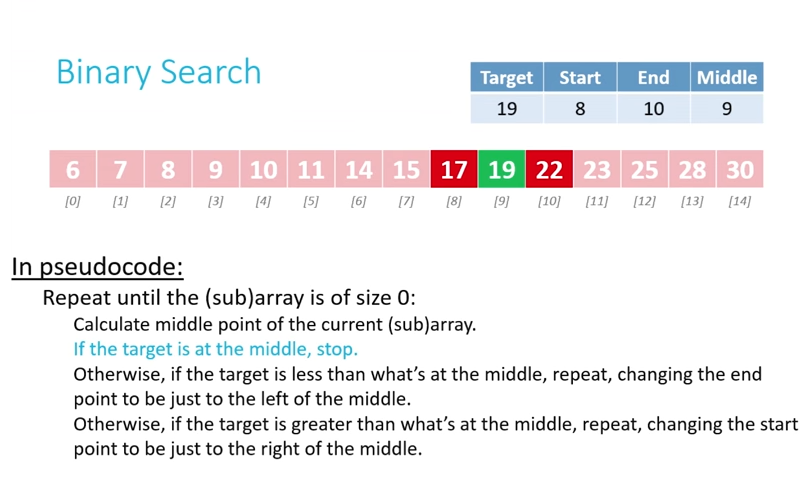 Binary Search
Target Start End Middle
19 8 10 9
6 7 8 9 10 11 14 15 17 19 22 23 25 28 30
[0] [1] [2] [3] [4] [5] [6] [7] [8] [9] [10] [11] [12] [13] [14]
In pseudocode:
Repeat until the (sub)array is of size 0:
Calculate middle point of the current (sub)array.
If the target is at the middle, stop.
Otherwise, if the target is less than what's at the middle, repeat, changing the end
point to be just to the left of the middle.
Otherwise, if the target is greater than what's at the middle, repeat, changing the start
point to be just to the right of the middle.